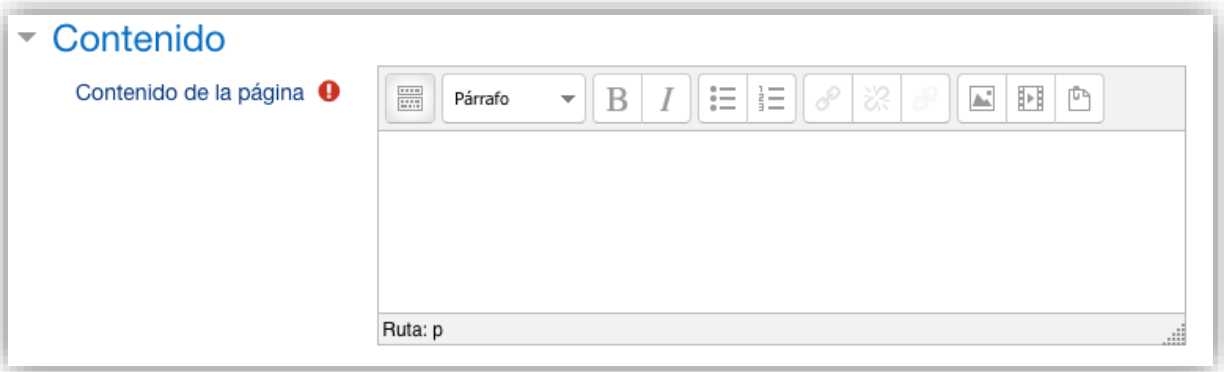 Contenido
Contenido de la página
Párrafo
B I
Ruta: p